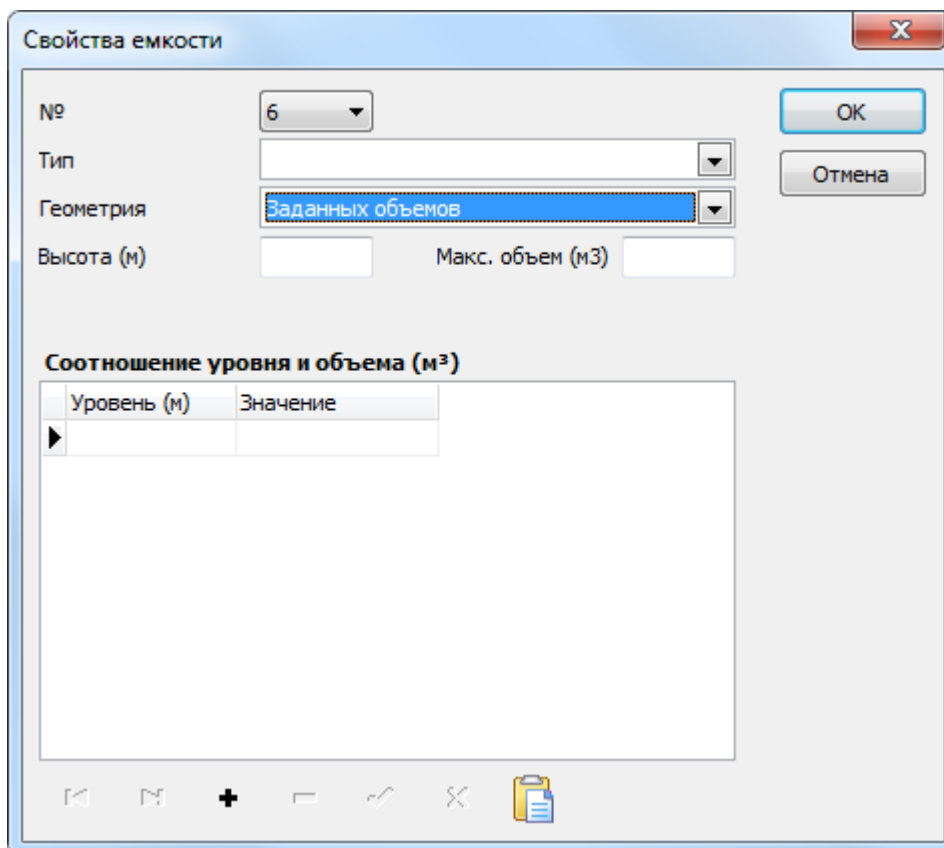 Свойства емкости
№ 6 OK
Тип Отмена
Геометрия Заданных объемов
Высота (м) Макс. объем (м3)
Соотношение уровня и объема (м³)
Уровень (м) Значение